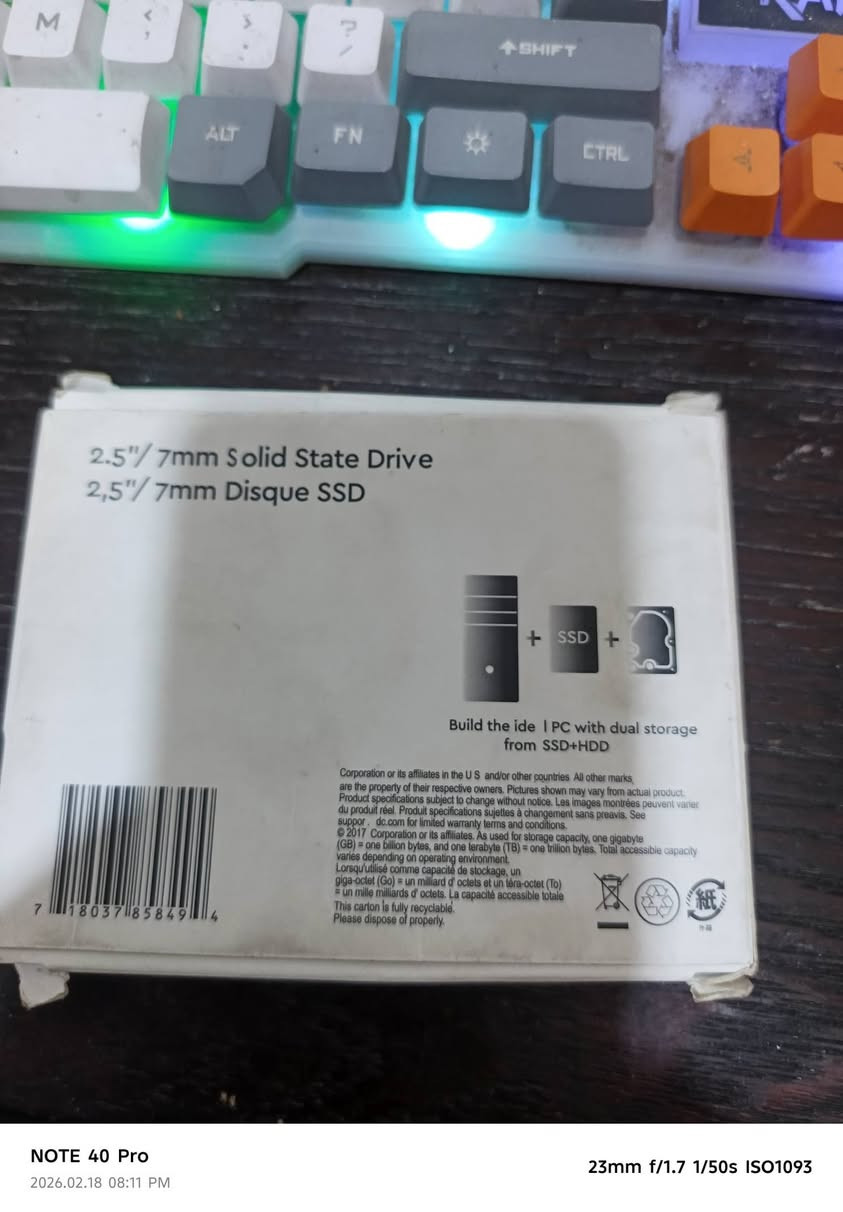 M
<
,
>
.
?
/
SHIFT
ALT
FN
CTRL
2.5"/ 7mm Solid State Drive
2,5"/ 7mm Disque SSD
+ SSD +
Build the ide l PC with dual storage
from SSD+HDD
Corporation or its affiliates in the U S and/or other countries All other marks
are the property of their respective owners. Pictures shown may vary from actual product.
Product specifications subject to change without notice. Les images montrées peuvent varier
du produit réel. Produit specifications sujettes à changement sans preavis. See
suppor . dc.com for limited warranty terms and conditions.
© 2017 Corporation or its affiliates. As used for storage capacity, one gigabyte
(GB) = one billion bytes, and one terabyte (TB) = one trillion bytes. Total accessible capacity
varies depending on operating environment.
Lorsqu'utilisé comme capacité de stockage, un
giga-octet (Go) = un milliard d' octets et un téra-octet (To)
= un mille milliards d' octets. La capacité accessible totale
This carton is fully recyclable.
Please dispose of properly.
紙
7 18037 85849 4
NOTE 40 Pro
2026.02.18 08:11 PM
23mm f/1.7 1/50s ISO1093